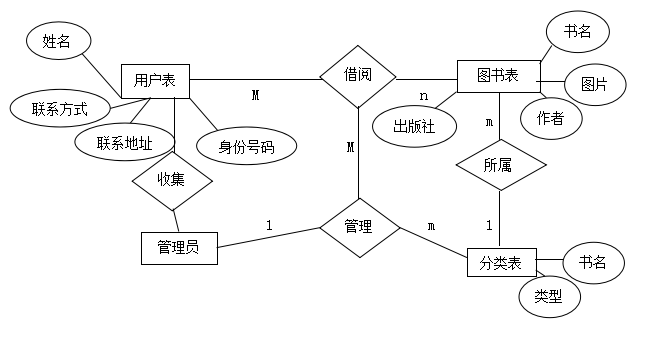 书名
姓名
用户表
借阅
图书表
图片
M
n
联系方式
出版社
作者
联系地址
身份号码
m
M
所属
收集
管理
1
m
1
管理员
分类表
书名
类型